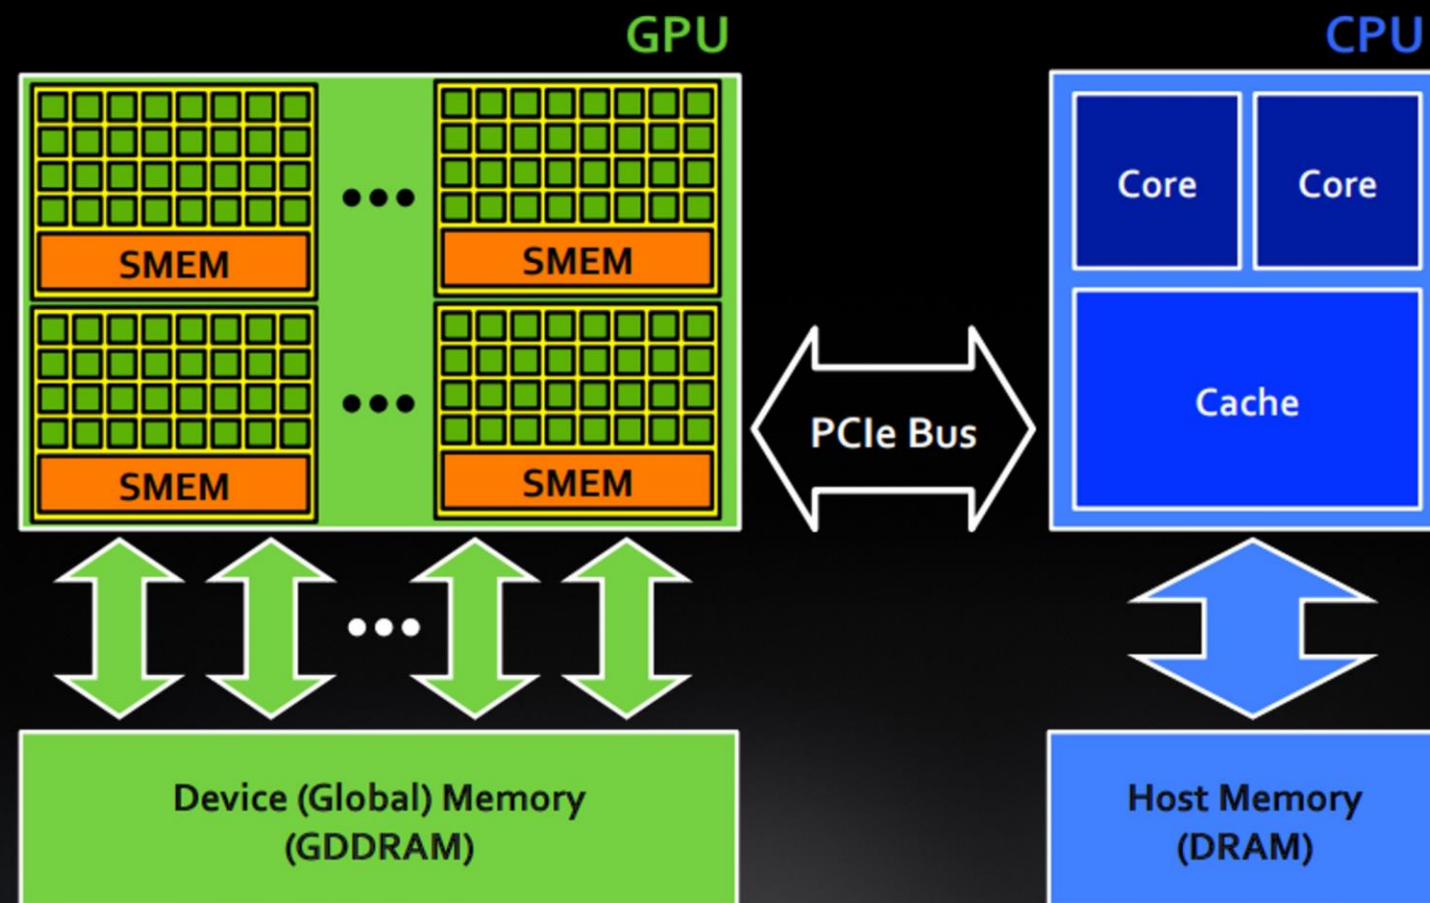 GPU
CPU
SMEM
SMEM
SMEM
SMEM
PCIe Bus
Core
Core
Cache
Device (Global) Memory
(GDDRAM)
Host Memory
(DRAM)